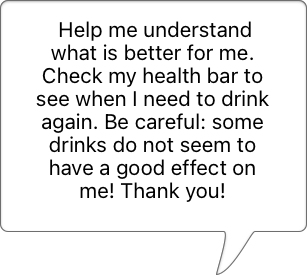 Help me understand
what is better for me.
Check my health bar to
see when I need to drink
again. Be careful: some
drinks do not seem to
have a good effect on
me! Thank you!